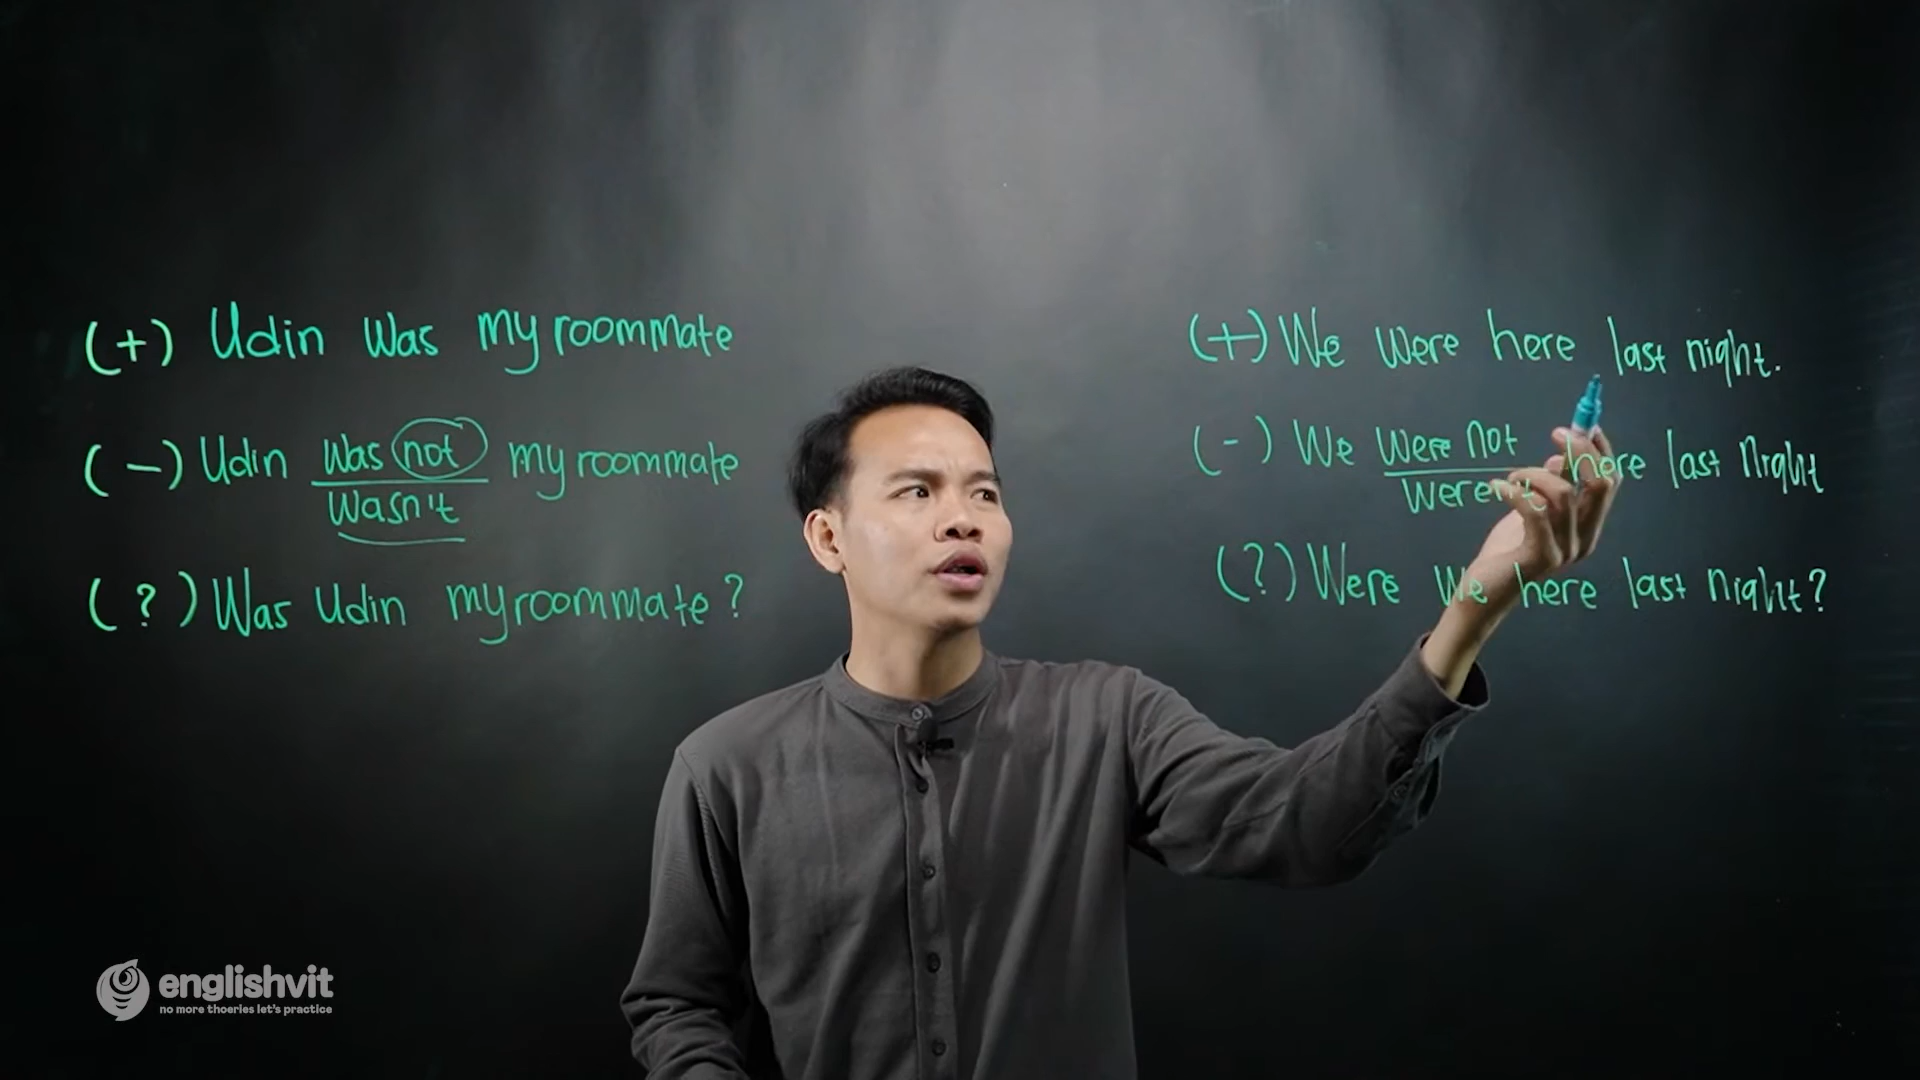 (+) Udin was my roommate
(-) Udin was not my roommate
wasn't
(?) Was Udin my roommate?
(+) We were here last night.
(-) We were not here last night
weren't
(?) Were we here last night?
englishvit
no more thoeries let's practice